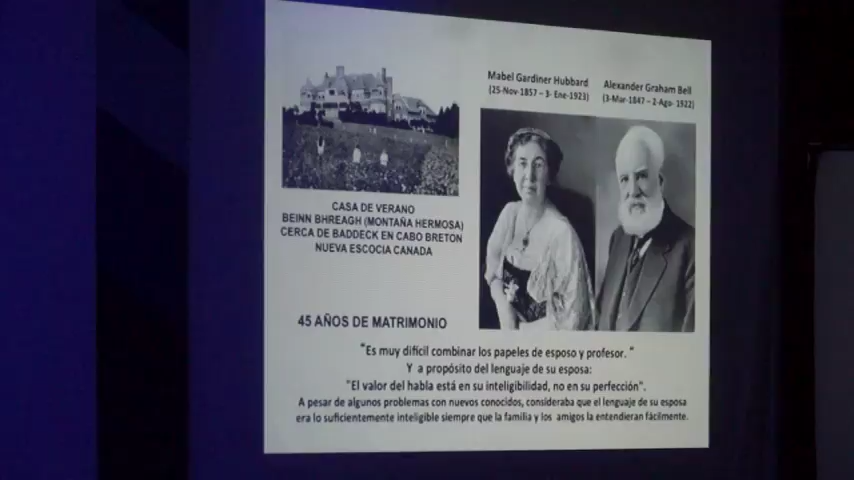 Mabel Gardiner Hubbard
(25-Nov-1857 – 3- Ene-1923)
Alexander Graham Bell
(3-Mar-1847 – 2-Ago- 1922)
CASA DE VERANO
BEINN BHREAGH (MONTAÑA HERMOSA)
CERCA DE BADDECK EN CABO BRETON
NUEVA ESCOCIA CANADA
45 AÑOS DE MATRIMONIO
"Es muy difícil combinar los papeles de esposo y profesor. "
Y a propósito del lenguaje de su esposa:
"El valor del habla está en su inteligibilidad, no en su perfección".
A pesar de algunos problemas con nuevos conocidos, consideraba que el lenguaje de su esposa
era lo suficientemente inteligible siempre que la familia y los amigos la entendieran fácilmente.